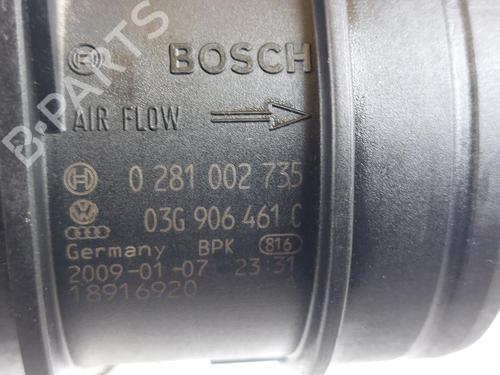 BOSCH
AIR FLOW
0 281 002 735
03G 906 461 C
Germany BPK 816
2009-01-07 23:31
18916920
B-PARTS